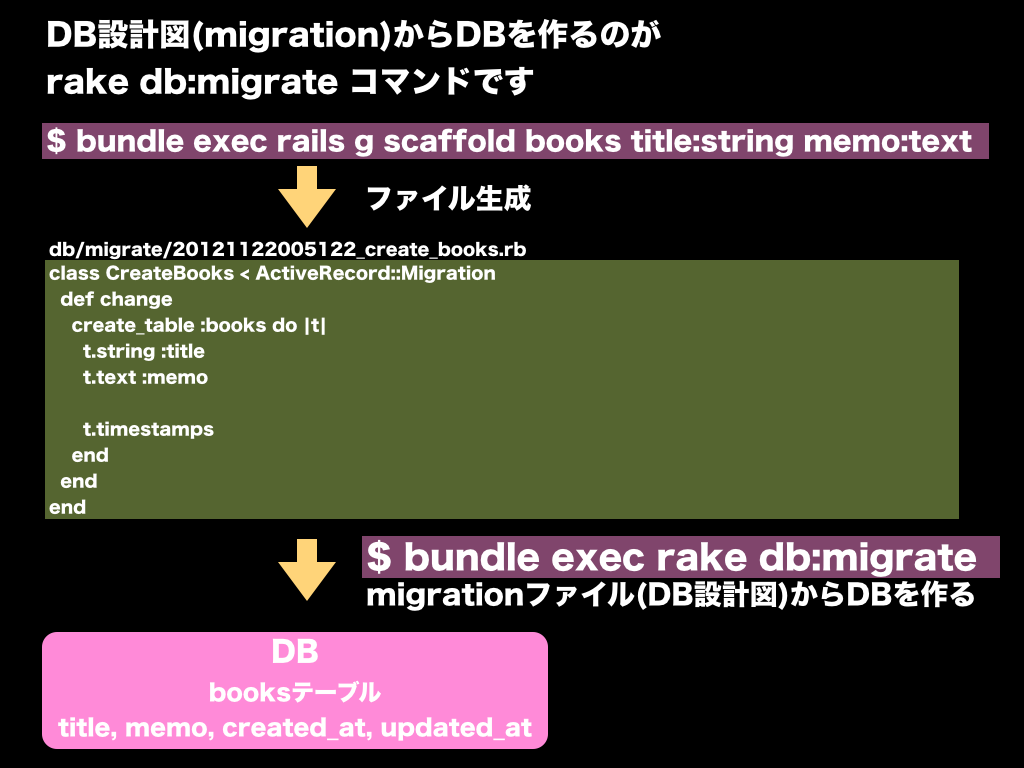 DB設計図(migration)からDBを作るのが
rake db:migrate コマンドです
$ bundle exec rails g scaffold books title:string memo:text
ファイル生成
db/migrate/20121122005122_create_books.rb
class CreateBooks < ActiveRecord::Migration
def change
create_table :books do |t|
t.string :title
t.text :memo
t.timestamps
end
end
end
$ bundle exec rake db:migrate
migrationファイル(DB設計図)からDBを作る
DB
booksテーブル
title, memo, created_at, updated_at